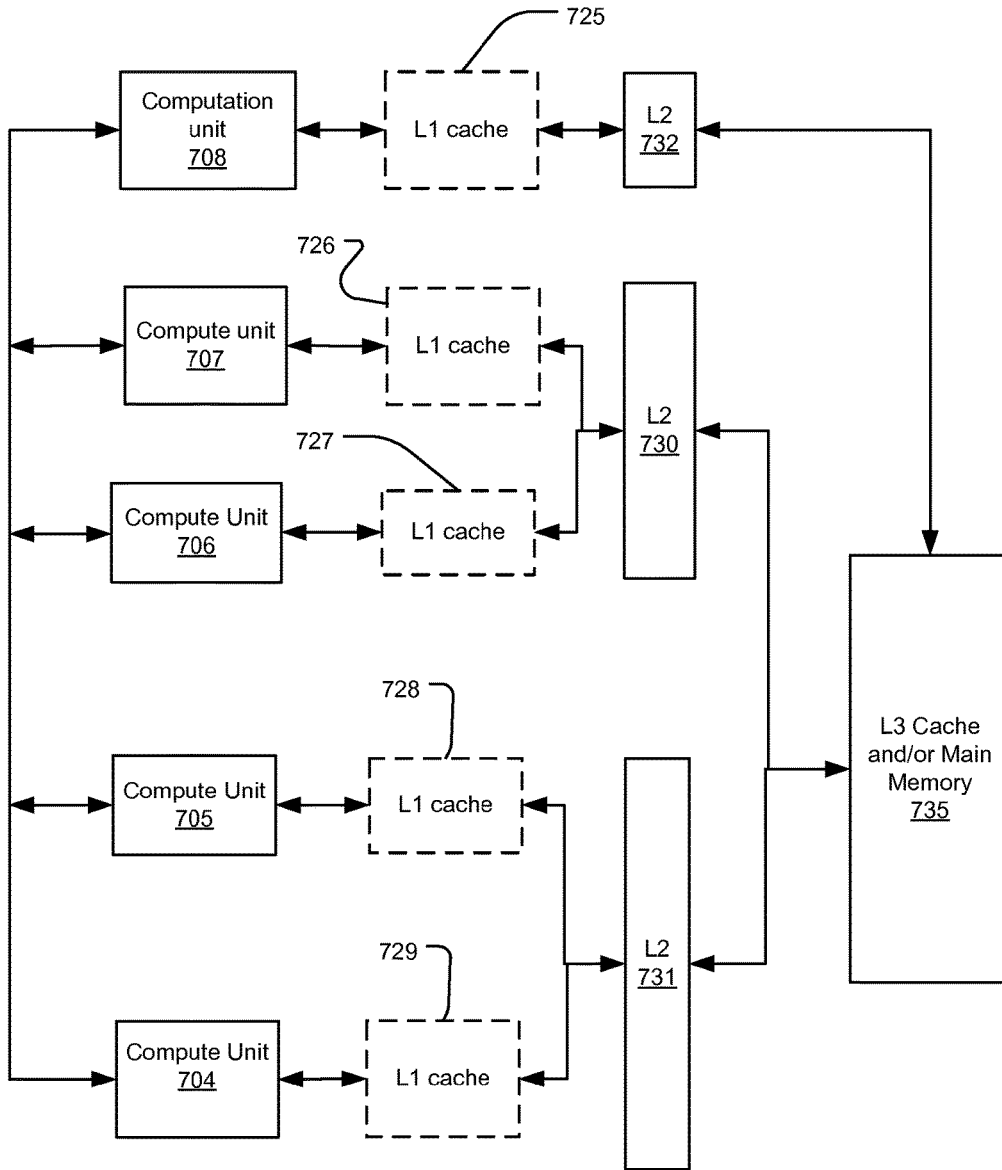 725
Computation
unit
708
L1 cache
L2
732
726
Compute unit
707
L1 cache
L2
730
727
Compute Unit
706
L1 cache
728
Compute Unit
705
L1 cache
L3 Cache
and/or Main
Memory
735
729
L2
731
Compute Unit
704
L1 cache